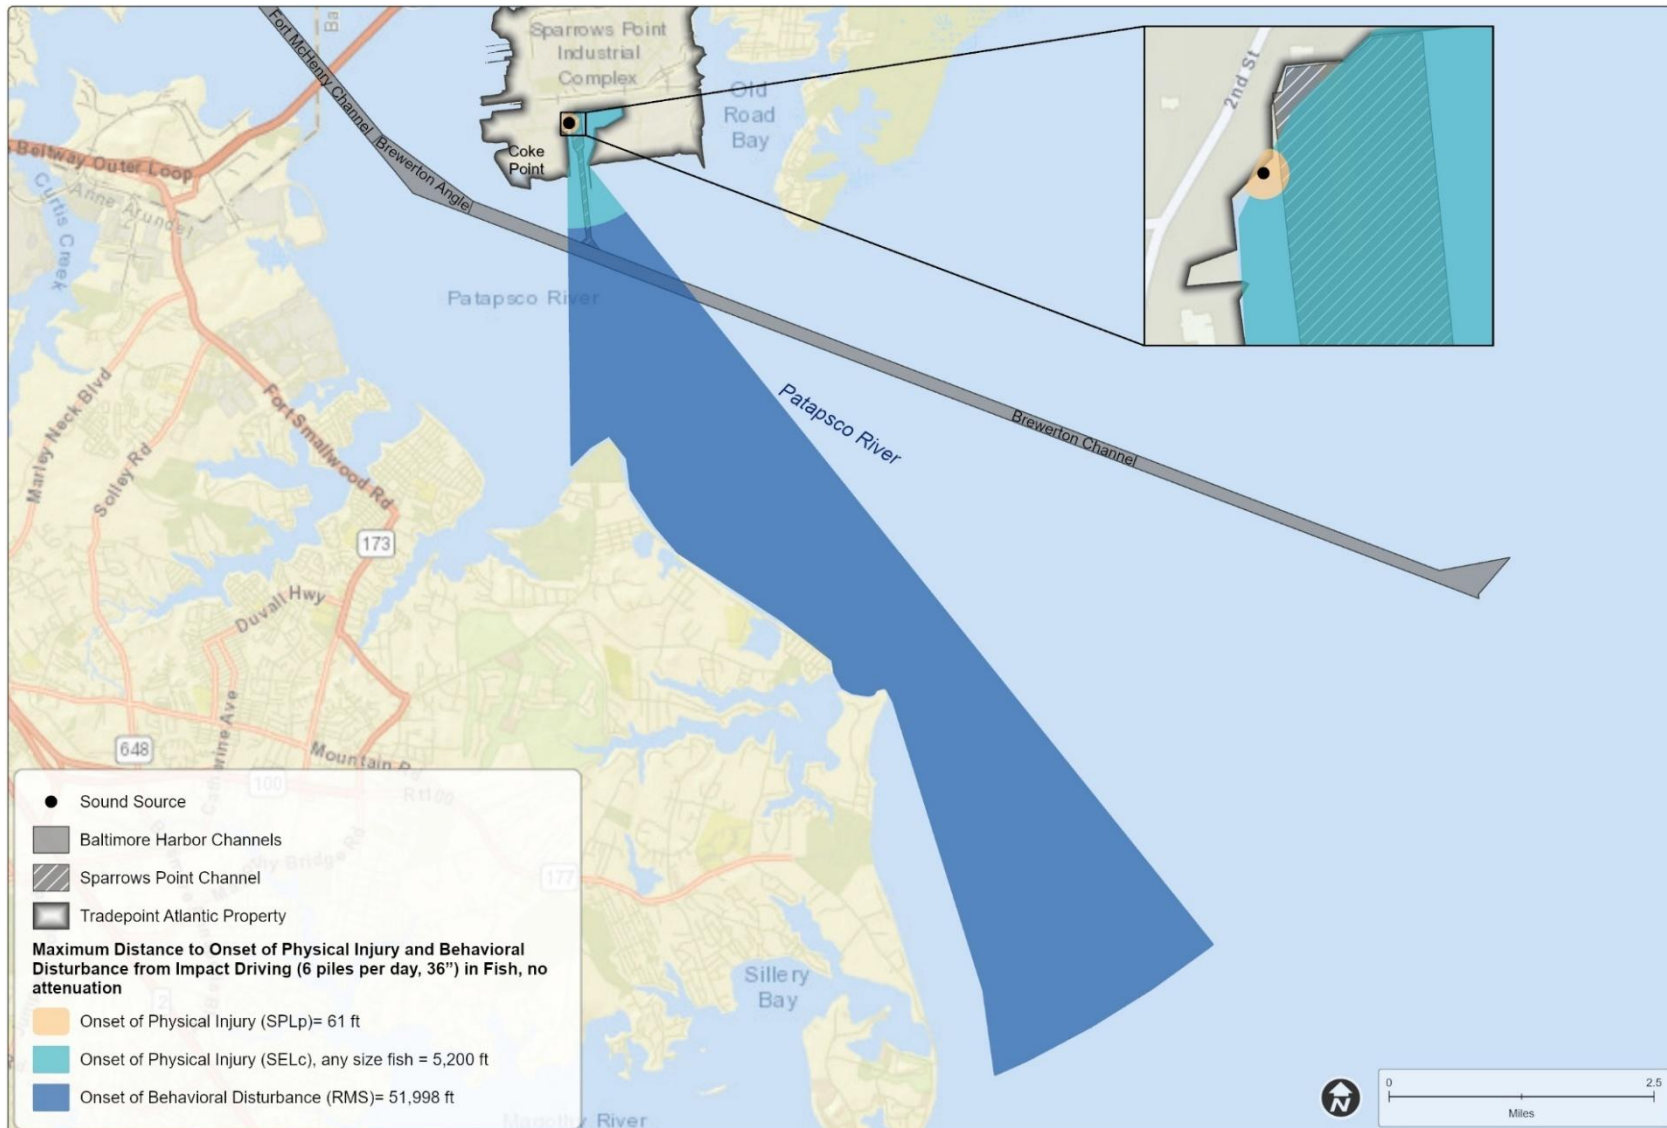 Fort McHenry Channel
Ba
Sparrows Point
Industrial
Complex
2nd St
Old
Road
Bay
Coke
Point
Brewerton Angle
Beltway Outer Loop
Anne Arundel
Curtis Creek
Patapsco River
Patapsco River
Brewerton Channel
Marley Neck Blvd
Solley Rd
Fort Smallwood Rd
173
Duvall Hwy
648
Mountain Rd
100
Rt100
177
Sillery
Bay
Magothy River
Sound Source
Baltimore Harbor Channels
Sparrows Point Channel
Tradepoint Atlantic Property
Maximum Distance to Onset of Physical Injury and Behavioral
Disturbance from Impact Driving (6 piles per day, 36”) in Fish, no
attenuation
2
Onset of Physical Injury (SPLp)= 61 ft
Onset of Physical Injury (SELc), any size fish = 5,200 ft
Onset of Behavioral Disturbance (RMS)= 51,998 ft
N
0 2.5
Miles